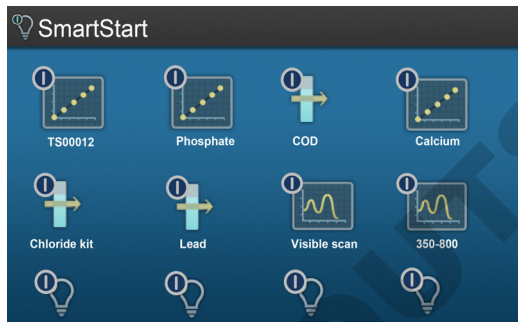 SmartStart
TS00012 Phosphate COD Calcium
Chloride kit Lead Visible scan 350-800